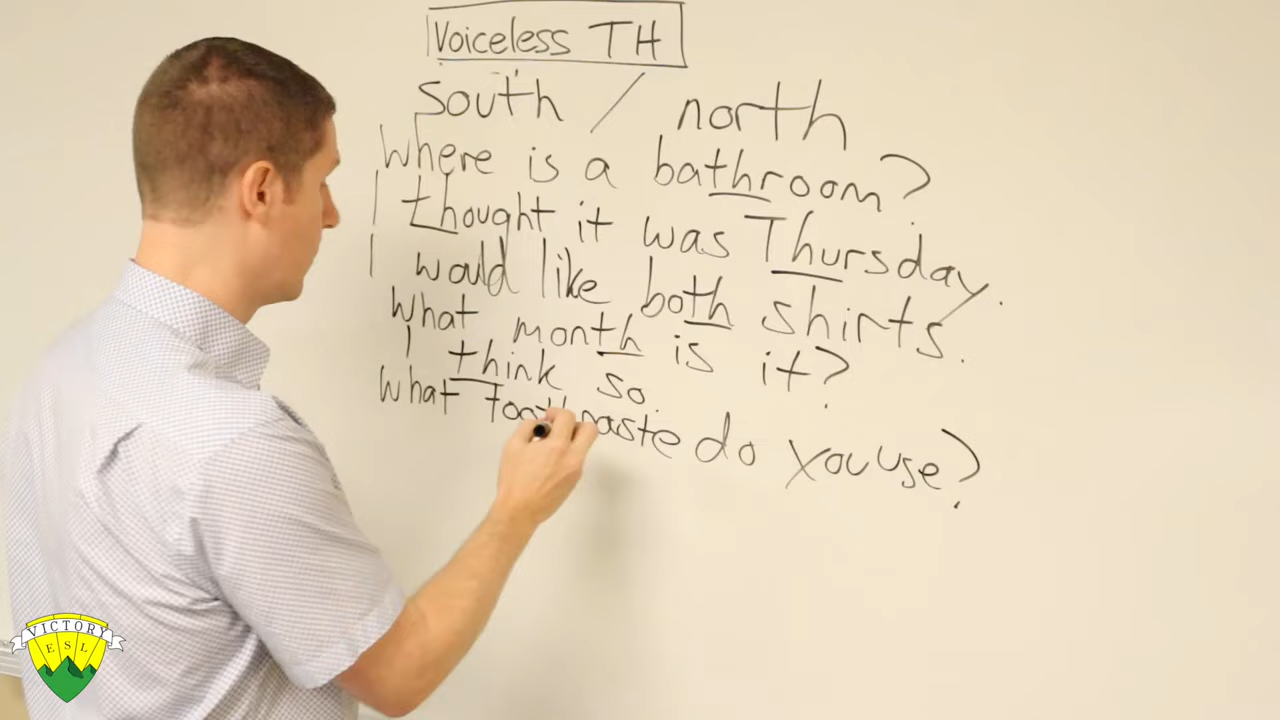 Voiceless TH
south / north
Where is a bathroom?
I thought it was Thursday.
I would like both shirts.
What month is it?
I think so.
What toothpaste do you use?
VICTORY
ESL